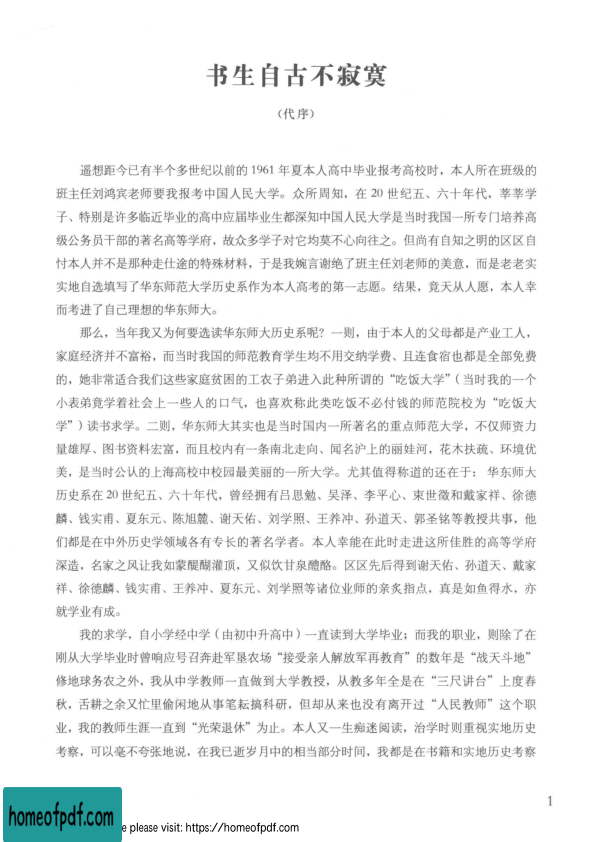 书生自古不寂寞
（代序）
遥想距今已有半个多世纪以前的 1961 年夏本人高中毕业报考高校时，本人所在班级的
班主任刘鸿宾老师要我报考中国人民大学。众所周知，在 20 世纪五、六十年代，莘莘学
子、特别是许多临近毕业的高中应届毕业生都深知中国人民大学是当时我国一所专门培养高
级公务员干部的著名高等学府，故众多学子对它均莫不心向往之。但尚有自知之明的区区自
忖本人并不是那种走仕途的特殊材料，于是我婉言谢绝了班主任刘老师的美意，而是老老实
实地自选填写了华东师范大学历史系作为本人高考的第一志愿。结果，竟天从人愿，本人幸
而考进了自己理想的华东师大。
那么，当年我又为何要选读华东师大历史系呢？一则，由于本人的父母都是产业工人，
家庭经济并不富裕，而当时我国的师范教育学生均不用交纳学费、且连食宿也都是全部免费
的，她非常适合我们这些家庭贫困的工农子弟进入此种所谓的“吃饭大学”（当时我的一个
小表弟竟学着社会上一些人的口气，也喜欢称此类吃饭不必付钱的师范院校为“吃饭大
学”）读书求学。二则，华东师大其实也是当时国内一所著名的重点师范大学，不仅师资力
量雄厚、图书资料宏富，而且校内有一条南北走向、闻名沪上的丽娃河，花木扶疏、环境优
美，是当时公认的上海高校中校园最美丽的一所大学。尤其值得称道的还在于：华东师大
历史系在 20 世纪五、六十年代，曾经拥有吕思勉、吴泽、李平心、束世澂和戴家祥、徐德
麟、钱实甫、夏东元、陈旭麓、谢天佑、刘学照、王养冲、孙道天、郭圣铭等教授共事，他
们都是在中外历史学领域各有专长的著名学者。本人幸能在此时走进这所佳胜的高等学府
深造，名家之风让我如蒙醍醐灌顶，又似饮甘泉醴酪。区区先后得到谢天佑、孙道天、戴家
祥、徐德麟、钱实甫、王养冲、夏东元、刘学照等诸位业师的亲炙指点，真是如鱼得水，亦
就学业有成。
我的求学，自小学经中学（由初中升高中）一直读到大学毕业；而我的职业，则除了在
刚从大学毕业时曾响应号召奔赴军垦农场“接受亲人解放军再教育”的数年是“战天斗地”
修地球务农之外，我从中学教师一直做到大学教授，从教多年全是在“三尺讲台”上度春
秋，舌耕之余又忙里偷闲地从事笔耘搞科研，但却从来也没有离开过“人民教师”这个职
业，我的教师生涯一直到“光荣退休”为止。本人又一生痴迷阅读，治学时则重视实地历史
考察，可以毫不夸张地说，在我已逝岁月中的相当部分时间，我都是在书籍和实地历史考察
1
homeofpdf.com
e please visit: https://homeofpdf.com